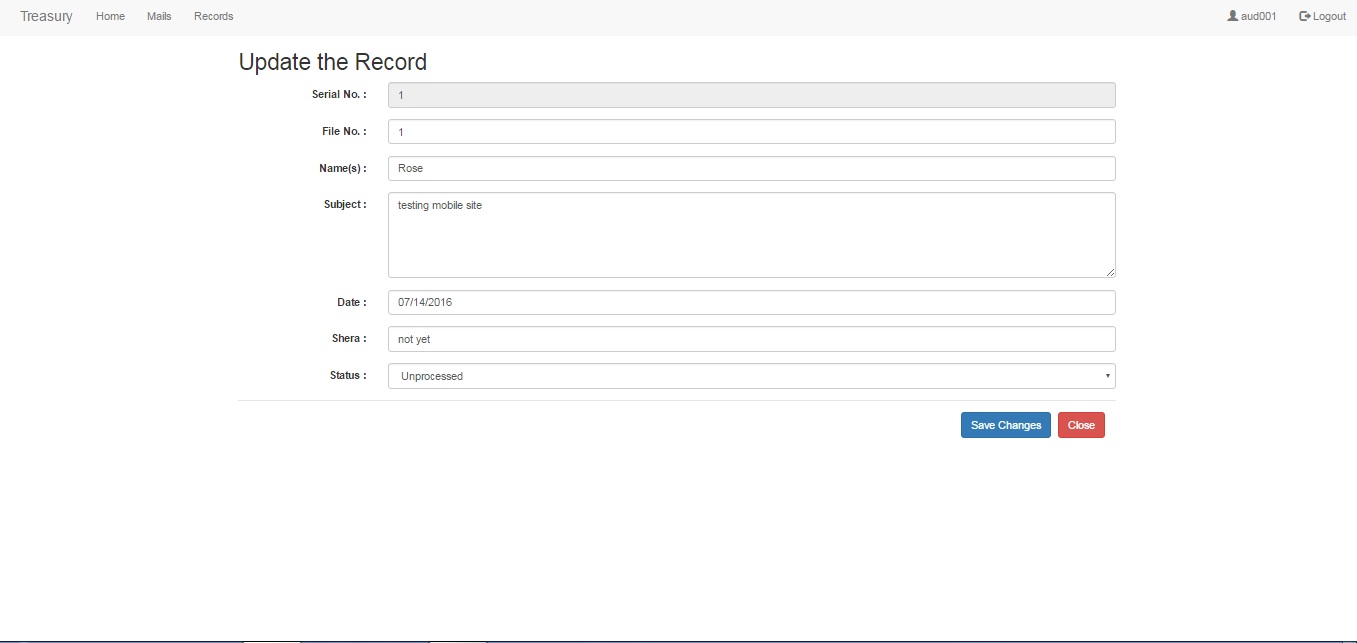 Treasury Home Mails Records aud001 Logout
Update the Record
Serial No. : 1
File No. : 1
Name(s) : Rose
Subject : testing mobile site
Date : 07/14/2016
Shera : not yet
Status : Unprocessed
Save Changes Close